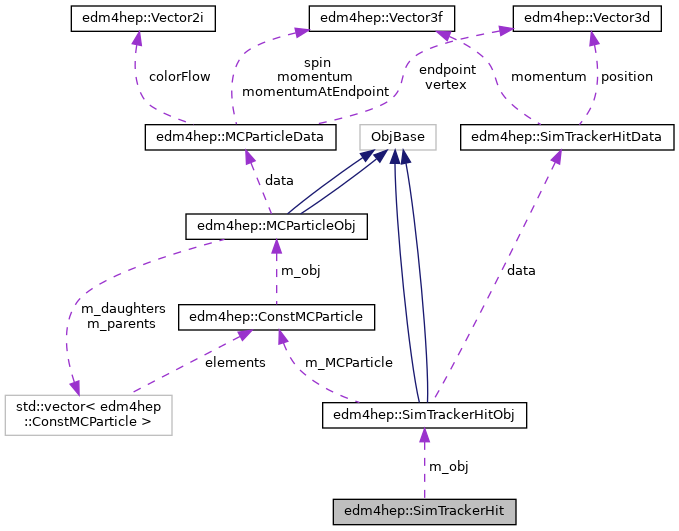 edm4hep::Vector2i
edm4hep::Vector3f
edm4hep::Vector3d
colorFlow
spin
momentum
momentumAtEndpoint
endpoint
vertex
momentum
position
edm4hep::MCParticleData
ObjBase
edm4hep::SimTrackerHitData
data
edm4hep::MCParticleObj
data
m_obj
m_daughters
m_parents
edm4hep::ConstMCParticle
elements
m_MCParticle
std::vector< edm4hep
::ConstMCParticle >
edm4hep::SimTrackerHitObj
m_obj
edm4hep::SimTrackerHit